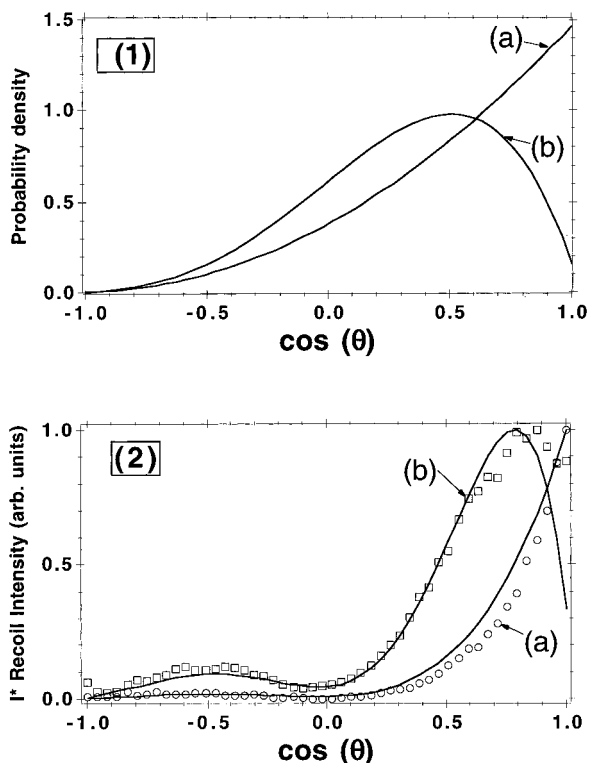 (1)
(a)
(b)
Probability density
1.5
1.0
0.5
0.0
-1.0 -0.5 0.0 0.5 1.0
cos (θ)
(2)
(b)
(a)
I* Recoil Intensity (arb. units)
1.0
0.5
0.0
-1.0 -0.5 0.0 0.5 1.0
cos (θ)